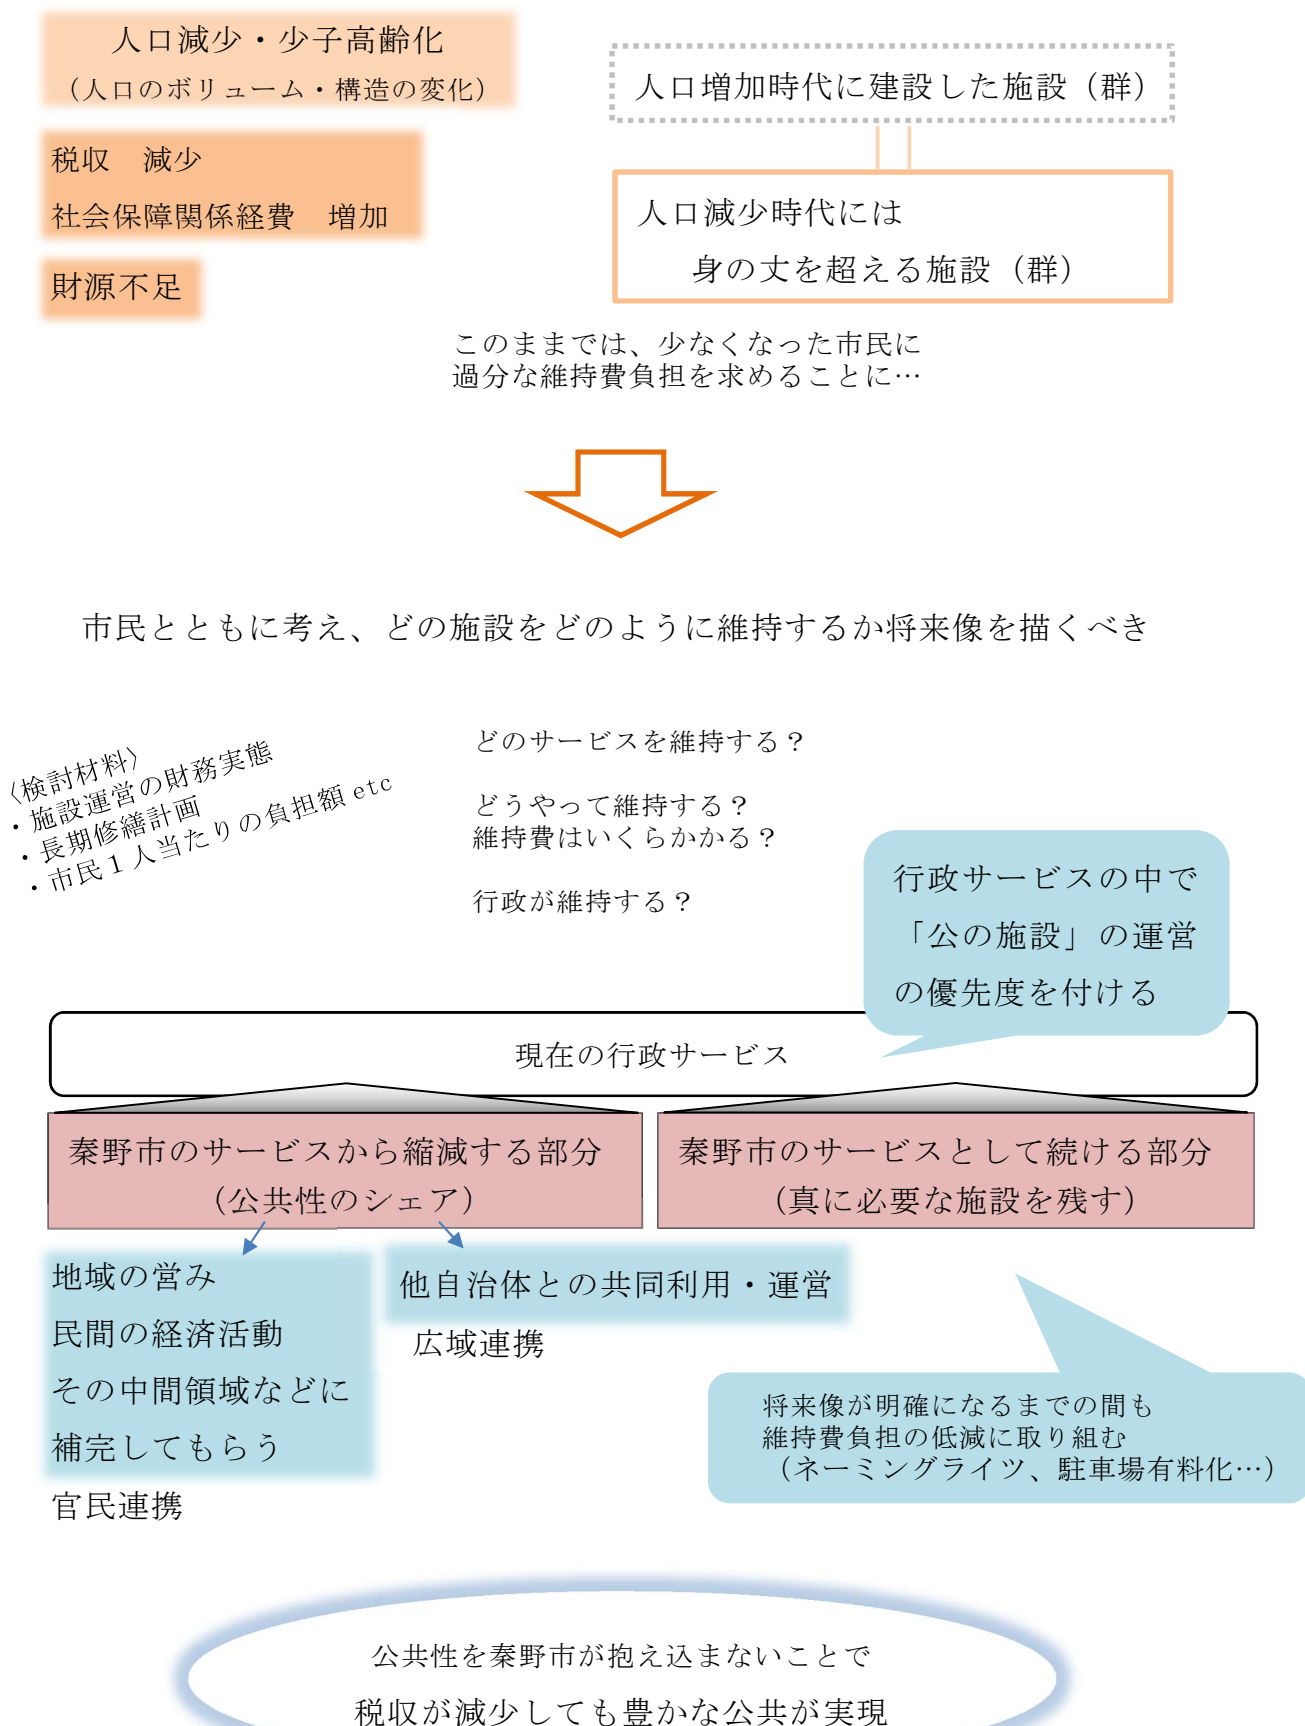 人口減少・少子高齢化
（人口のボリューム・構造の変化）
税収　減少
社会保障関係経費　増加
財源不足
人口増加時代に建設した施設（群）
人口減少時代には
身の丈を超える施設（群）
このままでは、少なくなった市民に
過分な維持費負担を求めることに…
市民とともに考え、どの施設をどのように維持するか将来像を描くべき
〈検討材料〉
・施設運営の財務実態
・長期修繕計画
・市民１人当たりの負担額 etc
どのサービスを維持する？
どうやって維持する？
維持費はいくらかかる？
行政が維持する？
行政サービスの中で
「公の施設」の運営
の優先度を付ける
現在の行政サービス
秦野市のサービスから縮減する部分
（公共性のシェア）
秦野市のサービスとして続ける部分
（真に必要な施設を残す）
地域の営み
民間の経済活動
その中間領域などに
補完してもらう
官民連携
他自治体との共同利用・運営
広域連携
将来像が明確になるまでの間も
維持費負担の低減に取り組む
（ネーミングライツ、駐車場有料化…）
公共性を秦野市が抱え込まないことで
税収が減少しても豊かな公共が実現